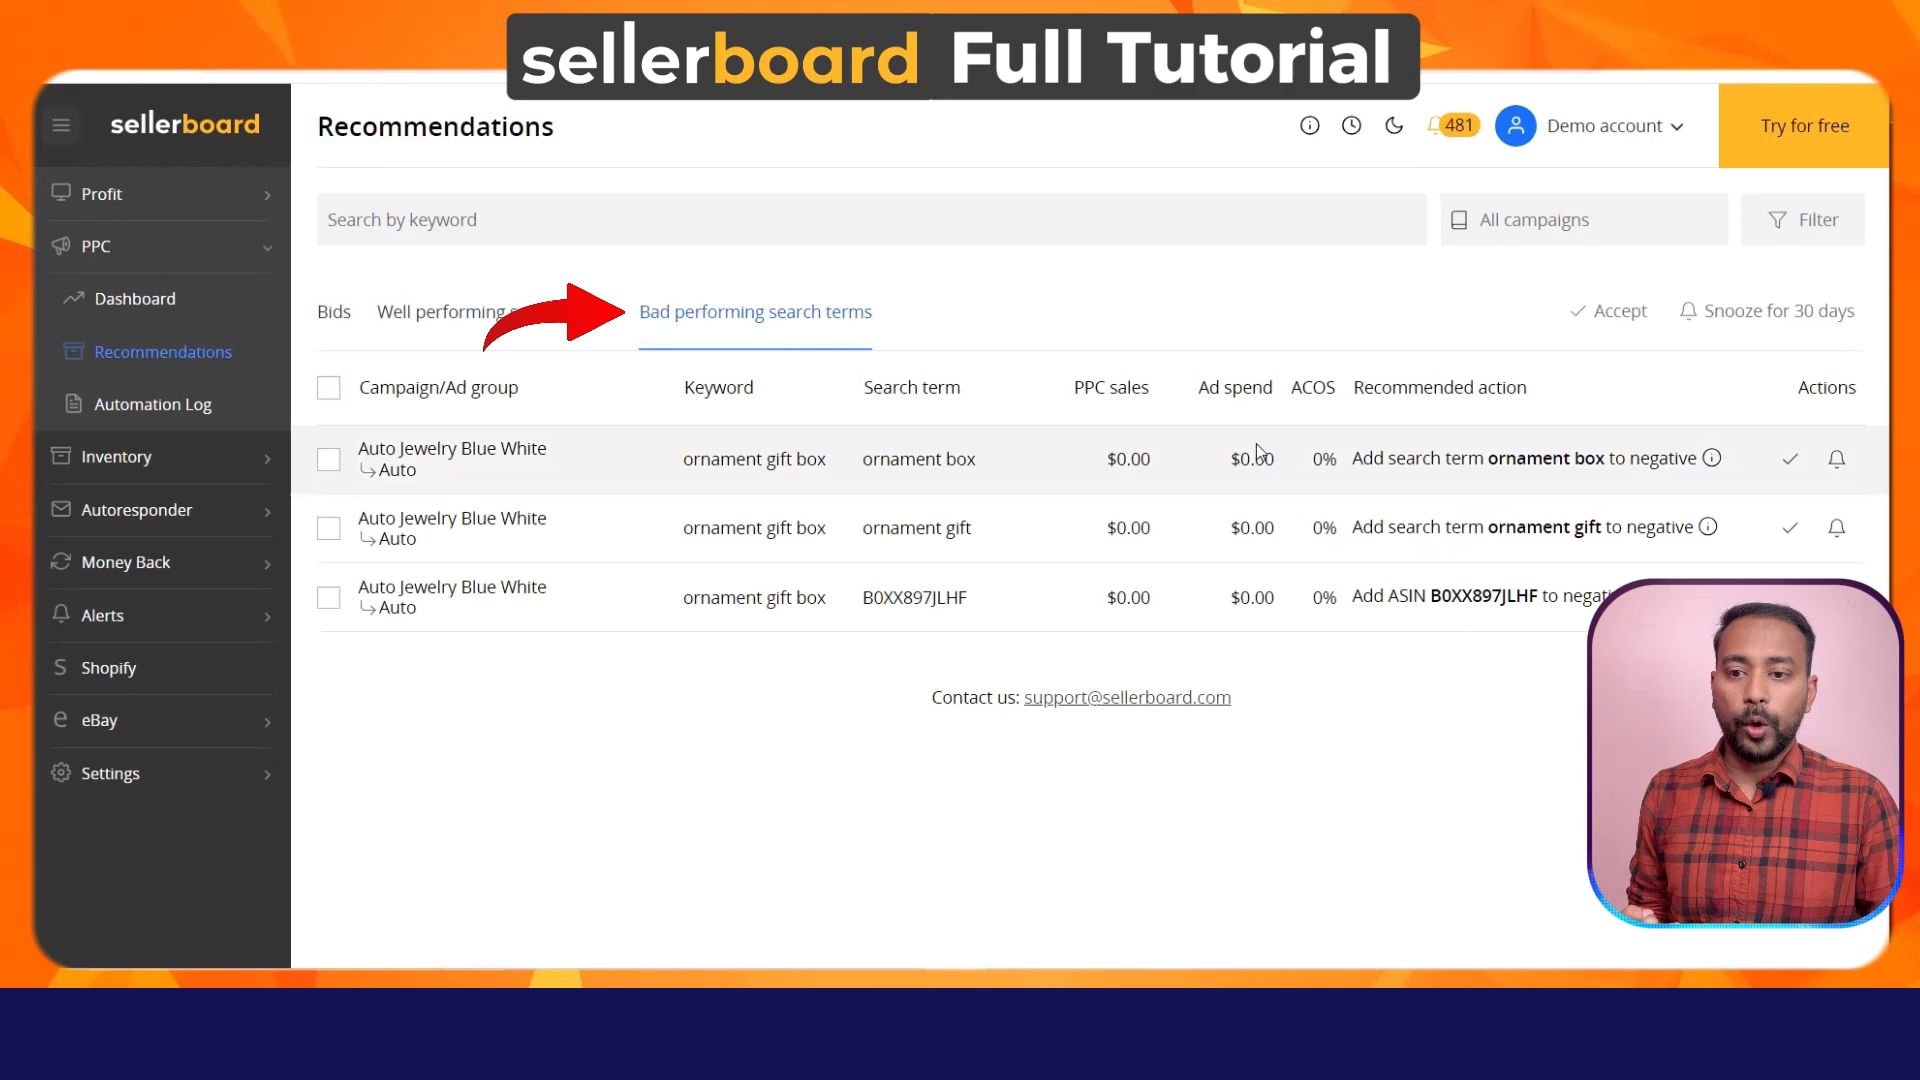 sellerboard Full Tutorial
sellerboard
Recommendations
481
Demo account
Try for free
Profit
PPC
Dashboard
Recommendations
Automation Log
Inventory
Autoresponder
Money Back
Alerts
S Shopify
e eBay
Settings
Search by keyword
All campaigns
Filter
Bids
Well performing
Bad performing search terms
Accept
Snooze for 30 days
Campaign/Ad group Keyword Search term PPC sales Ad spend ACOS Recommended action Actions
Auto Jewelry Blue White
Auto
ornament gift box ornament box $0.00 $0.00 0% Add search term ornament box to negative
Auto Jewelry Blue White
Auto
ornament gift box ornament gift $0.00 $0.00 0% Add search term ornament gift to negative
Auto Jewelry Blue White
Auto
ornament gift box B0XX897JLHF $0.00 $0.00 0% Add ASIN B0XX897JLHF to
Contact us: support@sellerboard.com